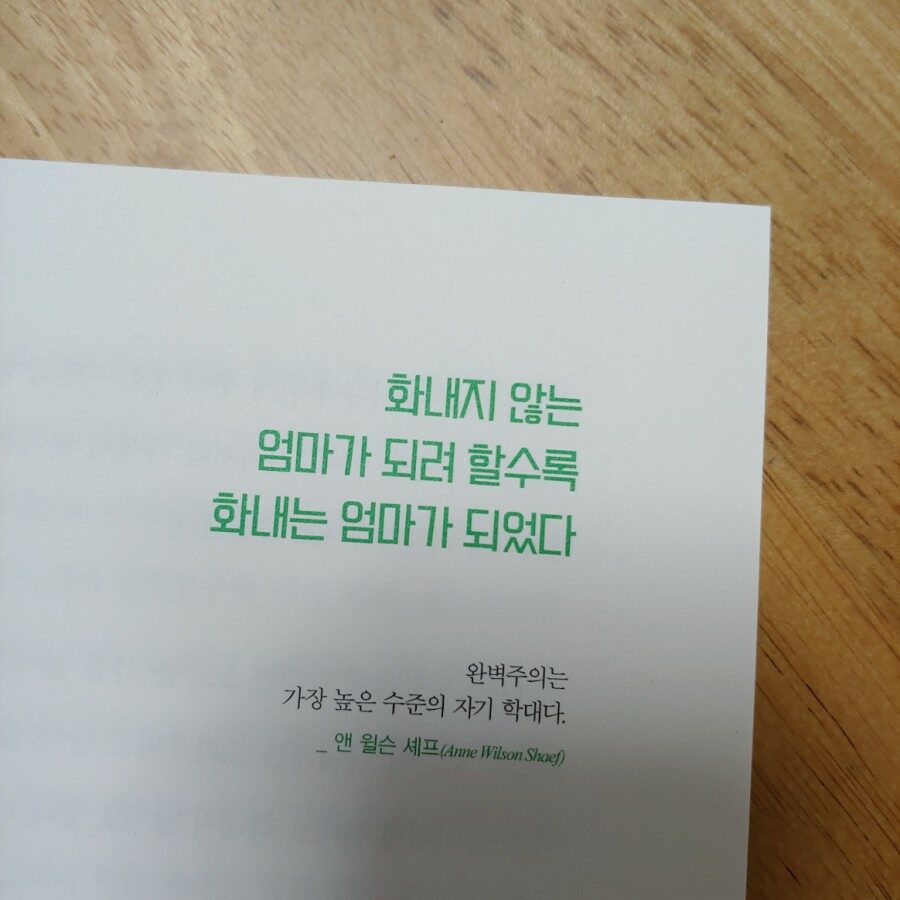 화내지 않는
엄마가 되려 할수록
화내는 엄마가 되었다
완벽주의는
가장 높은 수준의 자기 학대다.
_ 앤 윌슨 셰프(Anne Wilson Shaef)